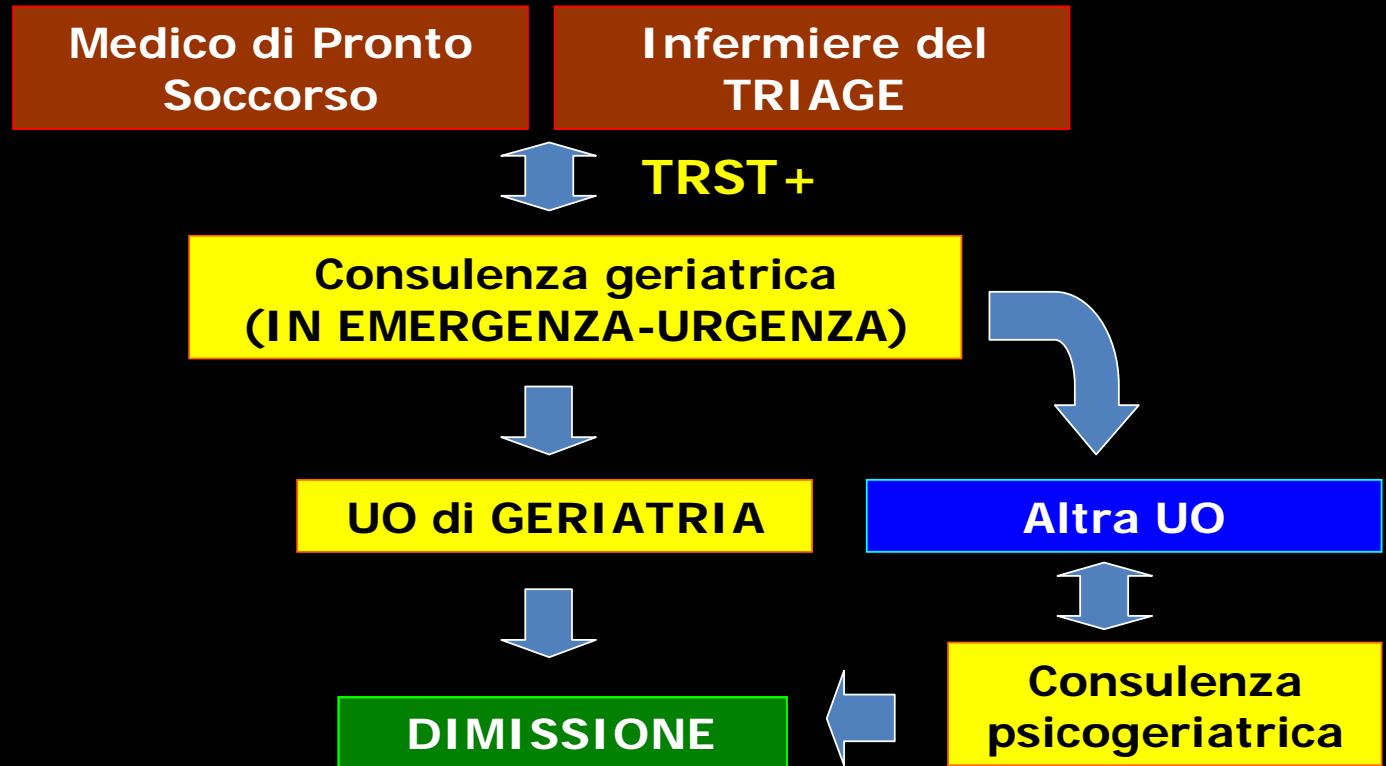 Medico di Pronto
Soccorso
Infermiere del
TRIAGE
TRST+
Consulenza geriatrica
(IN EMERGENZA-URGENZA)
UO di GERIATRIA
Altra UO
Consulenza
psicogeriatrica
DIMISSIONE